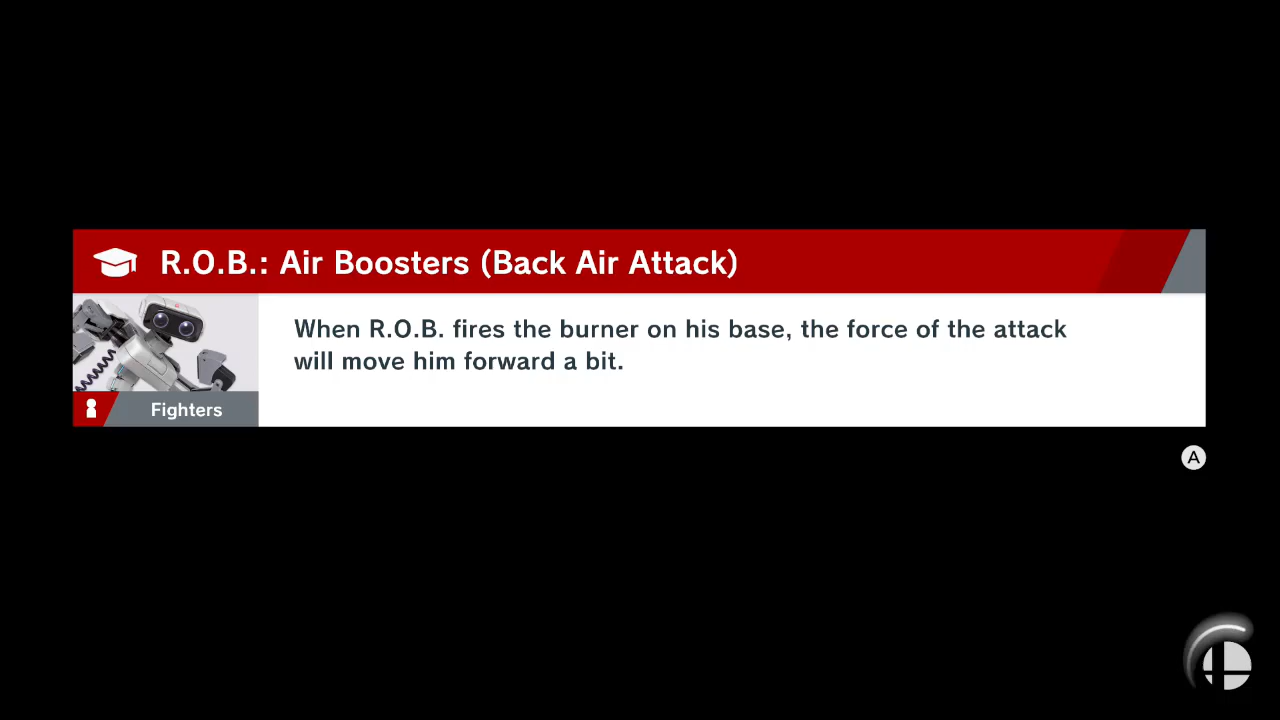 R.O.B.: Air Boosters (Back Air Attack)
When R.O.B. fires the burner on his base, the force of the attack
will move him forward a bit.
Fighters
A